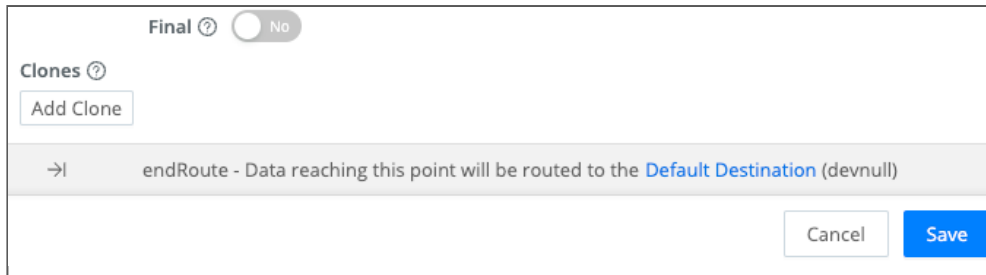 Final No
Clones
Add Clone
endRoute - Data reaching this point will be routed to the Default Destination (devnull)
Cancel Save